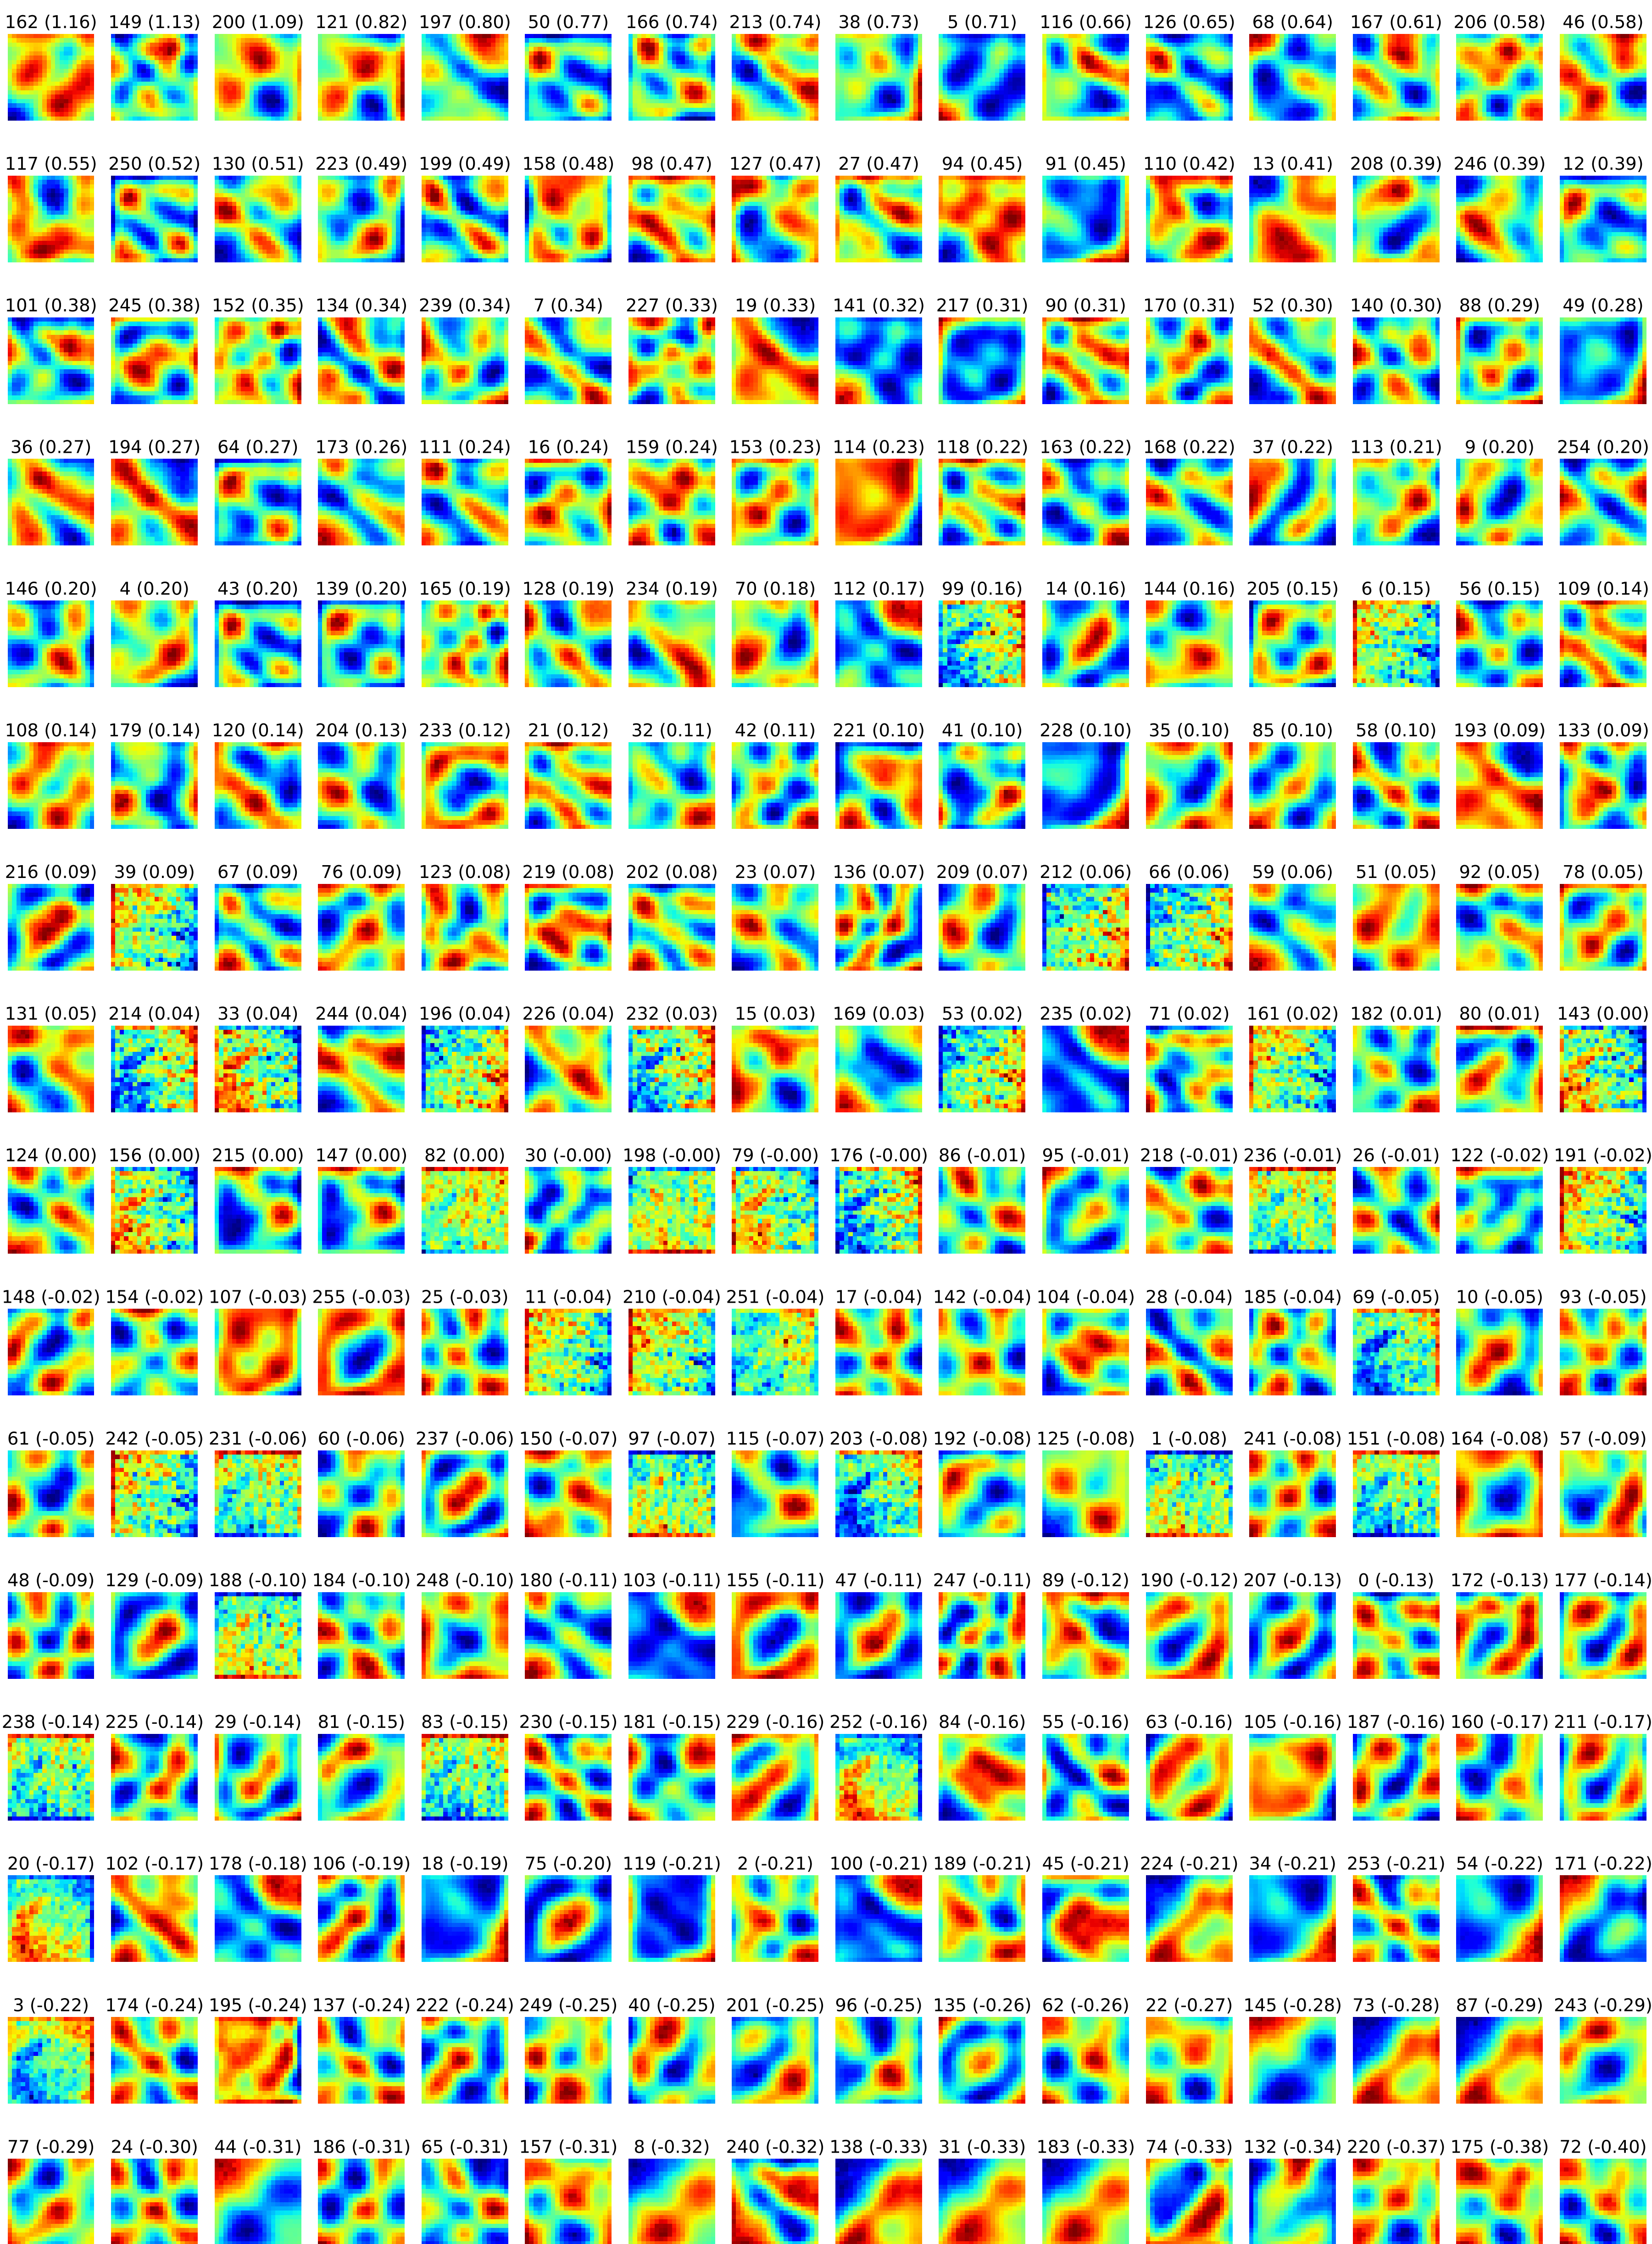 162 (1.16) 149 (1.13) 200 (1.09) 121 (0.82) 197 (0.80) 50 (0.77) 166 (0.74) 213 (0.74) 38 (0.73) 5 (0.71) 116 (0.66) 126 (0.65) 68 (0.64) 167 (0.61) 206 (0.58) 46 (0.58)
117 (0.55) 250 (0.52) 130 (0.51) 223 (0.49) 199 (0.49) 158 (0.48) 98 (0.47) 127 (0.47) 27 (0.47) 94 (0.45) 91 (0.45) 110 (0.42) 13 (0.41) 208 (0.39) 246 (0.39) 12 (0.39)
101 (0.38) 245 (0.38) 152 (0.35) 134 (0.34) 239 (0.34) 7 (0.34) 227 (0.33) 19 (0.33) 141 (0.32) 217 (0.31) 90 (0.31) 170 (0.31) 52 (0.30) 140 (0.30) 88 (0.29) 49 (0.28)
36 (0.27) 194 (0.27) 64 (0.27) 173 (0.26) 111 (0.24) 16 (0.24) 159 (0.24) 153 (0.23) 114 (0.23) 118 (0.22) 163 (0.22) 168 (0.22) 37 (0.22) 113 (0.21) 9 (0.20) 254 (0.20)
146 (0.20) 4 (0.20) 43 (0.20) 139 (0.20) 165 (0.19) 128 (0.19) 234 (0.19) 70 (0.18) 112 (0.17) 99 (0.16) 14 (0.16) 144 (0.16) 205 (0.15) 6 (0.15) 56 (0.15) 109 (0.14)
108 (0.14) 179 (0.14) 120 (0.14) 204 (0.13) 233 (0.12) 21 (0.12) 32 (0.11) 42 (0.11) 221 (0.10) 41 (0.10) 228 (0.10) 35 (0.10) 85 (0.10) 58 (0.10) 193 (0.09) 133 (0.09)
216 (0.09) 39 (0.09) 67 (0.09) 76 (0.09) 123 (0.08) 219 (0.08) 202 (0.08) 23 (0.07) 136 (0.07) 209 (0.07) 212 (0.06) 66 (0.06) 59 (0.06) 51 (0.05) 92 (0.05) 78 (0.05)
131 (0.05) 214 (0.04) 33 (0.04) 244 (0.04) 196 (0.04) 226 (0.04) 232 (0.03) 15 (0.03) 169 (0.03) 53 (0.02) 235 (0.02) 71 (0.02) 161 (0.02) 182 (0.01) 80 (0.01) 143 (0.00)
124 (0.00) 156 (0.00) 215 (0.00) 147 (0.00) 82 (0.00) 30 (-0.00) 198 (-0.00) 79 (-0.00) 176 (-0.00) 86 (-0.01) 95 (-0.01) 218 (-0.01) 236 (-0.01) 26 (-0.01) 122 (-0.02) 191 (-0.02)
148 (-0.02) 154 (-0.02) 107 (-0.03) 255 (-0.03) 25 (-0.03) 11 (-0.04) 210 (-0.04) 251 (-0.04) 17 (-0.04) 142 (-0.04) 104 (-0.04) 28 (-0.04) 185 (-0.04) 69 (-0.05) 10 (-0.05) 93 (-0.05)
61 (-0.05) 242 (-0.05) 231 (-0.06) 60 (-0.06) 237 (-0.06) 150 (-0.07) 97 (-0.07) 115 (-0.07) 203 (-0.08) 192 (-0.08) 125 (-0.08) 1 (-0.08) 241 (-0.08) 151 (-0.08) 164 (-0.08) 57 (-0.09)
48 (-0.09) 129 (-0.09) 188 (-0.10) 184 (-0.10) 248 (-0.10) 180 (-0.11) 103 (-0.11) 155 (-0.11) 47 (-0.11) 247 (-0.11) 89 (-0.12) 190 (-0.12) 207 (-0.13) 0 (-0.13) 172 (-0.13) 177 (-0.14)
238 (-0.14) 225 (-0.14) 29 (-0.14) 81 (-0.15) 83 (-0.15) 230 (-0.15) 181 (-0.15) 229 (-0.16) 252 (-0.16) 84 (-0.16) 55 (-0.16) 63 (-0.16) 105 (-0.16) 187 (-0.16) 160 (-0.17) 211 (-0.17)
20 (-0.17) 102 (-0.17) 178 (-0.18) 106 (-0.19) 18 (-0.19) 75 (-0.20) 119 (-0.21) 2 (-0.21) 100 (-0.21) 189 (-0.21) 45 (-0.21) 224 (-0.21) 34 (-0.21) 253 (-0.21) 54 (-0.22) 171 (-0.22)
3 (-0.22) 174 (-0.24) 195 (-0.24) 137 (-0.24) 222 (-0.24) 249 (-0.25) 40 (-0.25) 201 (-0.25) 96 (-0.25) 135 (-0.26) 62 (-0.26) 22 (-0.27) 145 (-0.28) 73 (-0.28) 87 (-0.29) 243 (-0.29)
77 (-0.29) 24 (-0.30) 44 (-0.31) 186 (-0.31) 65 (-0.31) 157 (-0.31) 8 (-0.32) 240 (-0.32) 138 (-0.33) 31 (-0.33) 183 (-0.33) 74 (-0.33) 132 (-0.34) 220 (-0.37) 175 (-0.38) 72 (-0.40)